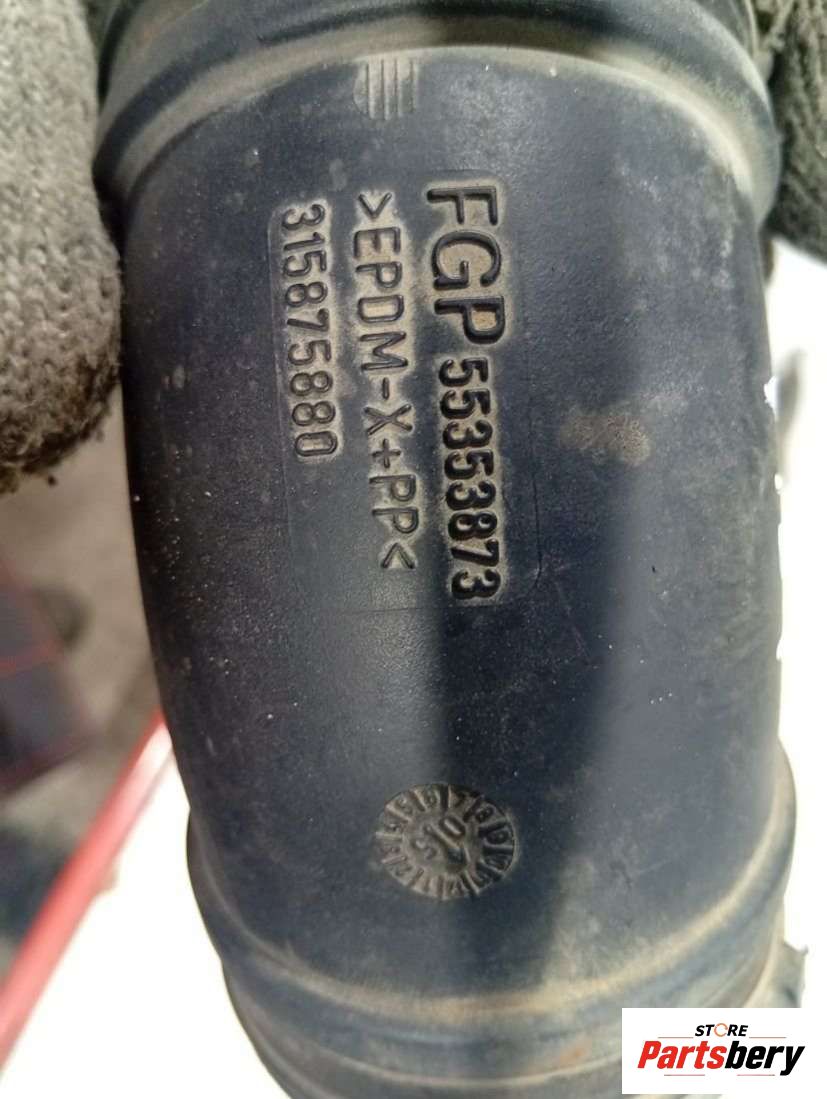 FGP 55353873
>EPDM-X+PP<
315875880
STORE
Partsbery